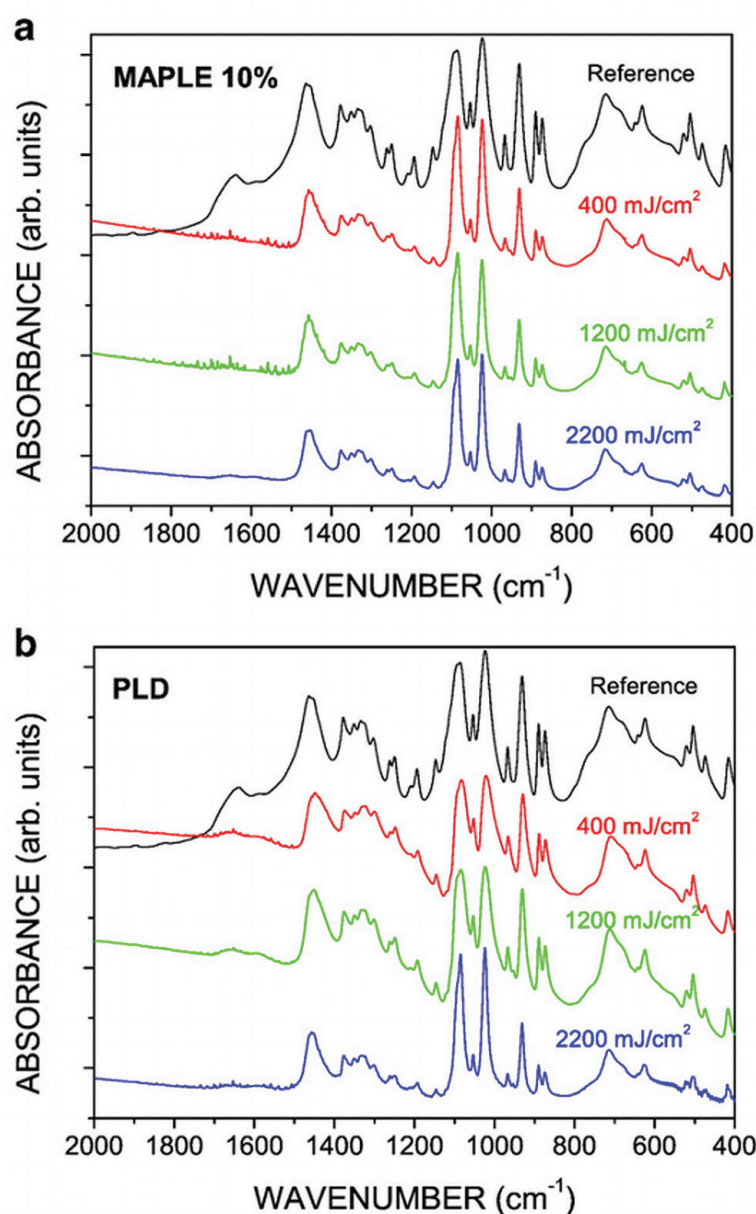 a
MAPLE 10%
Reference
400 mJ/cm²
1200 mJ/cm²
2200 mJ/cm²
ABSORBANCE (arb. units)
2000 1800 1600 1400 1200 1000 800 600 400
WAVENUMBER (cm⁻¹)
b
PLD
Reference
400 mJ/cm²
1200 mJ/cm²
2200 mJ/cm²
ABSORBANCE (arb. units)
2000 1800 1600 1400 1200 1000 800 600 400
WAVENUMBER (cm⁻¹)